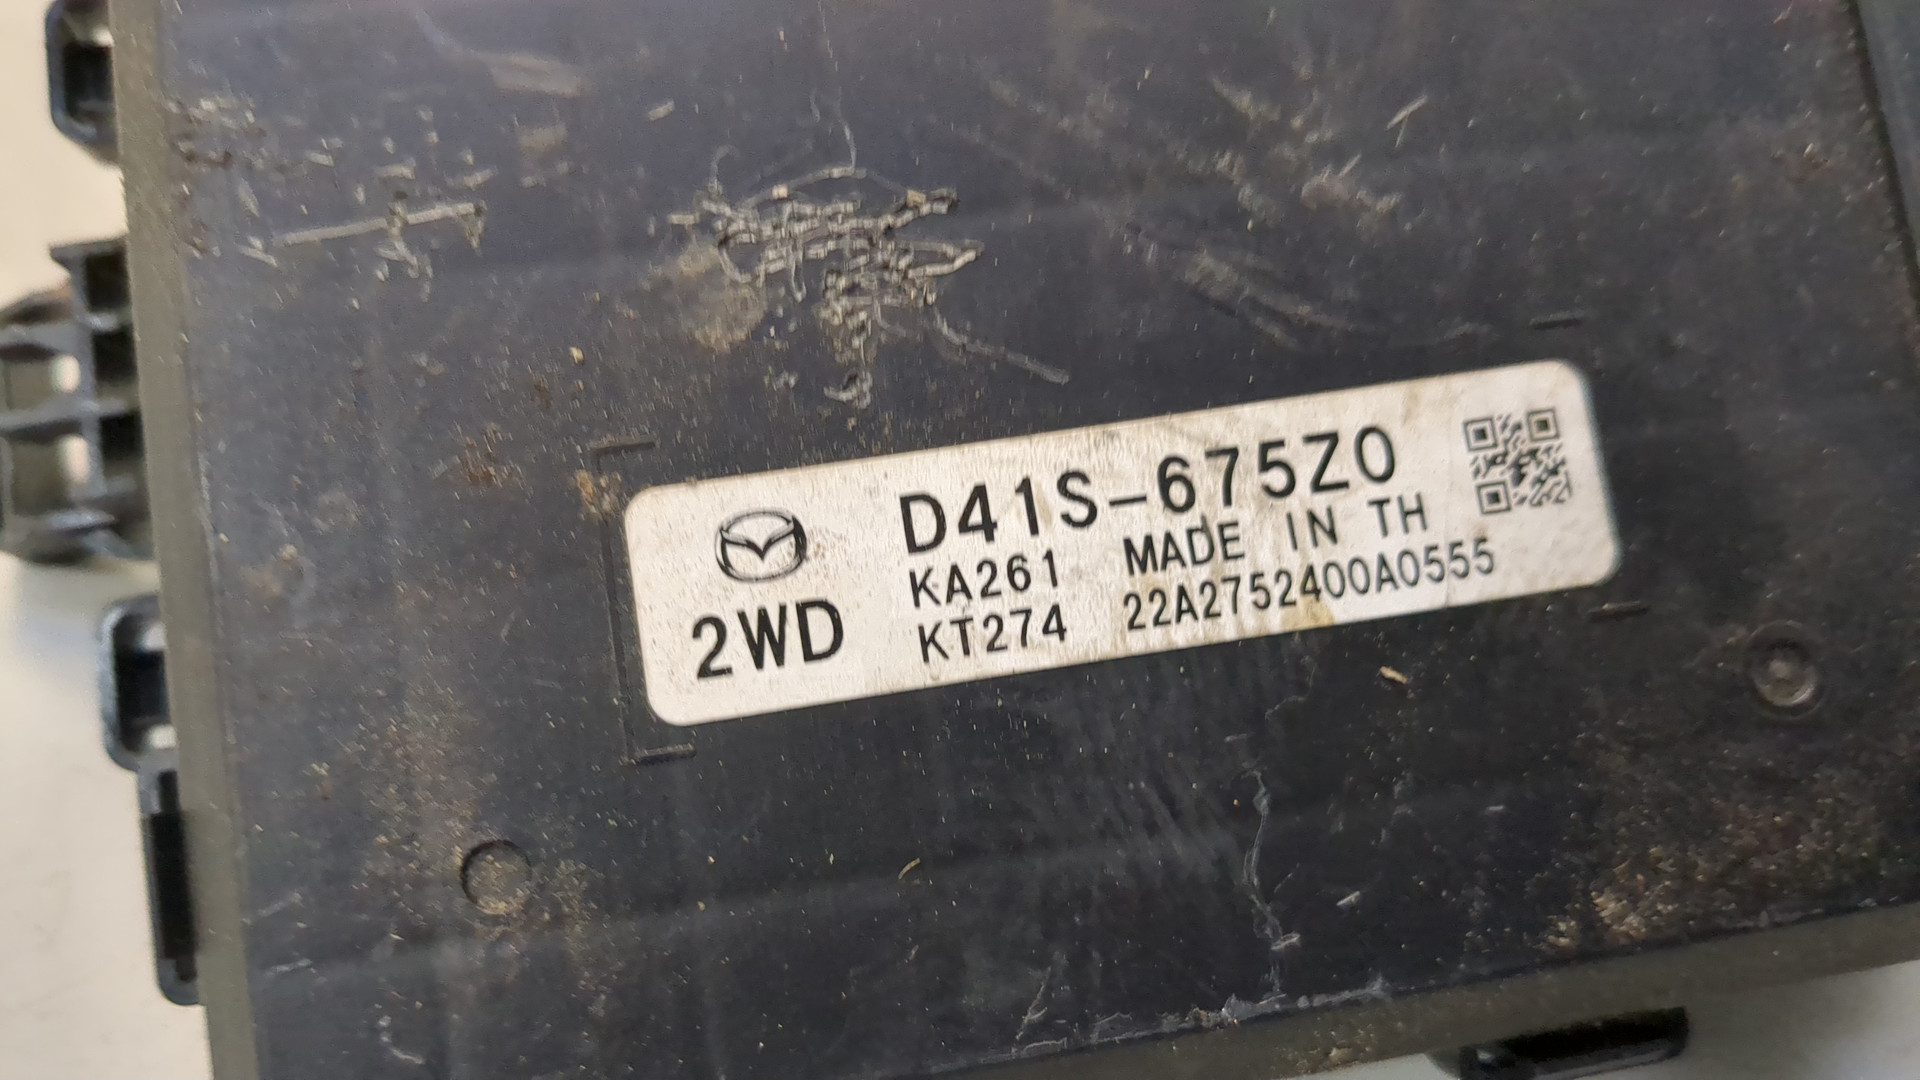 D41S-675Z0
KA261 MADE IN TH
2WD KT274 22A2752400A0555